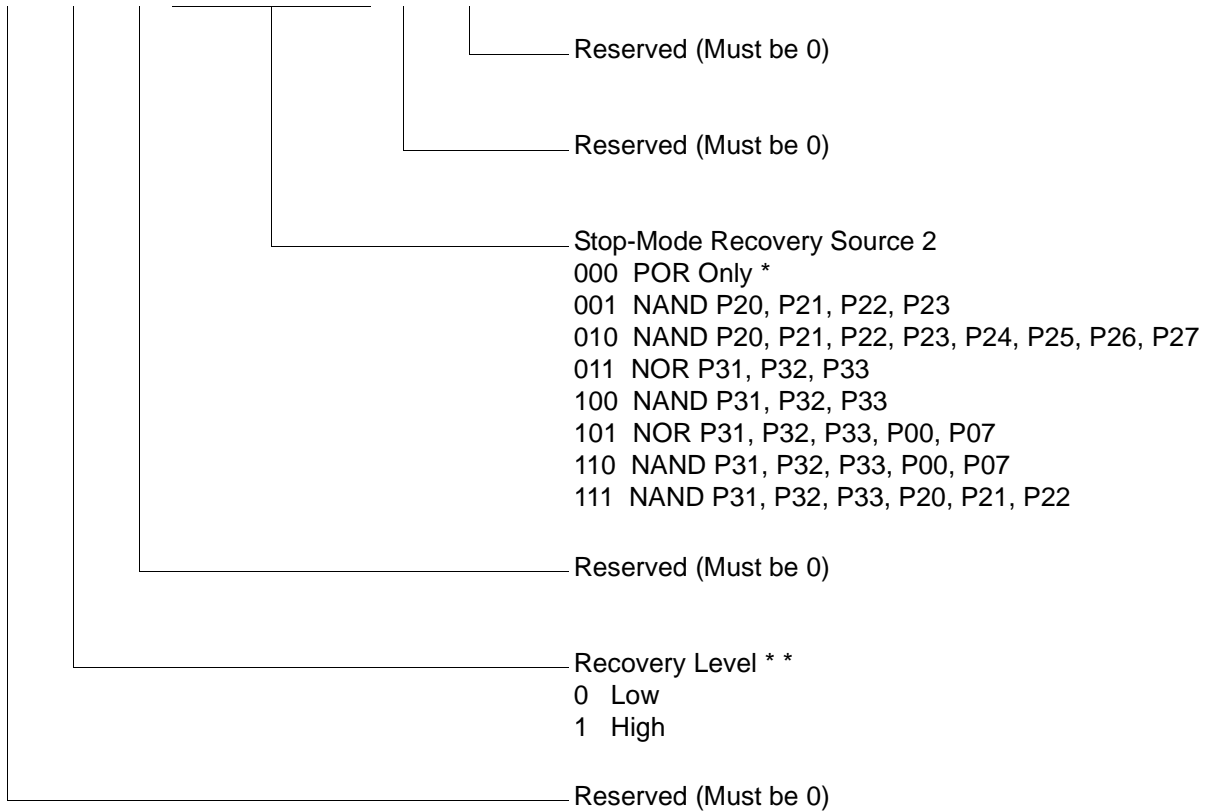 Reserved (Must be 0)
Reserved (Must be 0)
Stop-Mode Recovery Source 2
000 POR Only *
001 NAND P20, P21, P22, P23
010 NAND P20, P21, P22, P23, P24, P25, P26, P27
011 NOR P31, P32, P33
100 NAND P31, P32, P33
101 NOR P31, P32, P33, P00, P07
110 NAND P31, P32, P33, P00, P07
111 NAND P31, P32, P33, P20, P21, P22
Reserved (Must be 0)
Recovery Level * *
0 Low
1 High
Reserved (Must be 0)